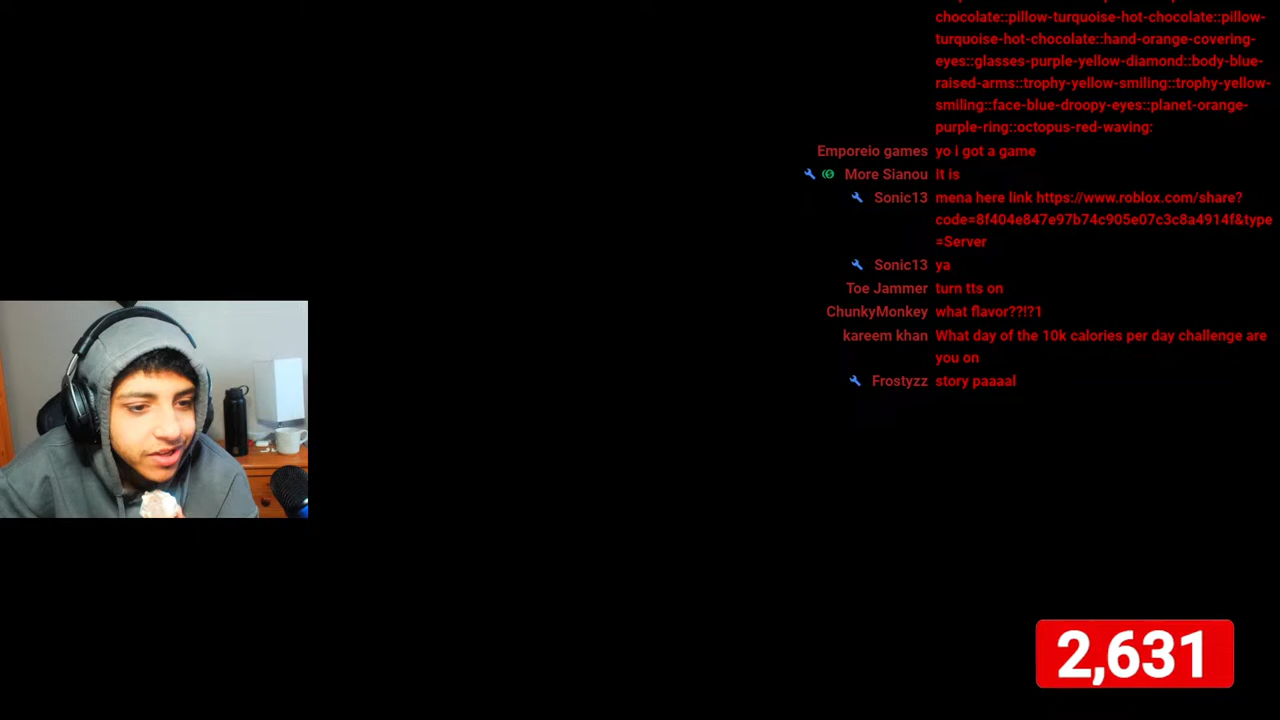 chocolate::pillow-turquoise-hot-chocolate::pillow-
turquoise-hot-chocolate::hand-orange-covering-
eyes::glasses-purple-yellow-diamond::body-blue-
raised-arms::trophy-yellow-smiling::trophy-yellow-
smiling::face-blue-droopy-eyes::planet-orange-
purple-ring::octopus-red-waving:
Emporeio games yo i got a game
More Sianou It is
Sonic13 mena here link https://www.roblox.com/share?
code=8f404e847e97b74c905e07c3c8a4914f&type
=Server
Sonic13 ya
Toe Jammer turn tts on
ChunkyMonkey what flavor??!?1
kareem khan What day of the 10k calories per day challenge are
you on
Frostyzz story paaaal
2,631